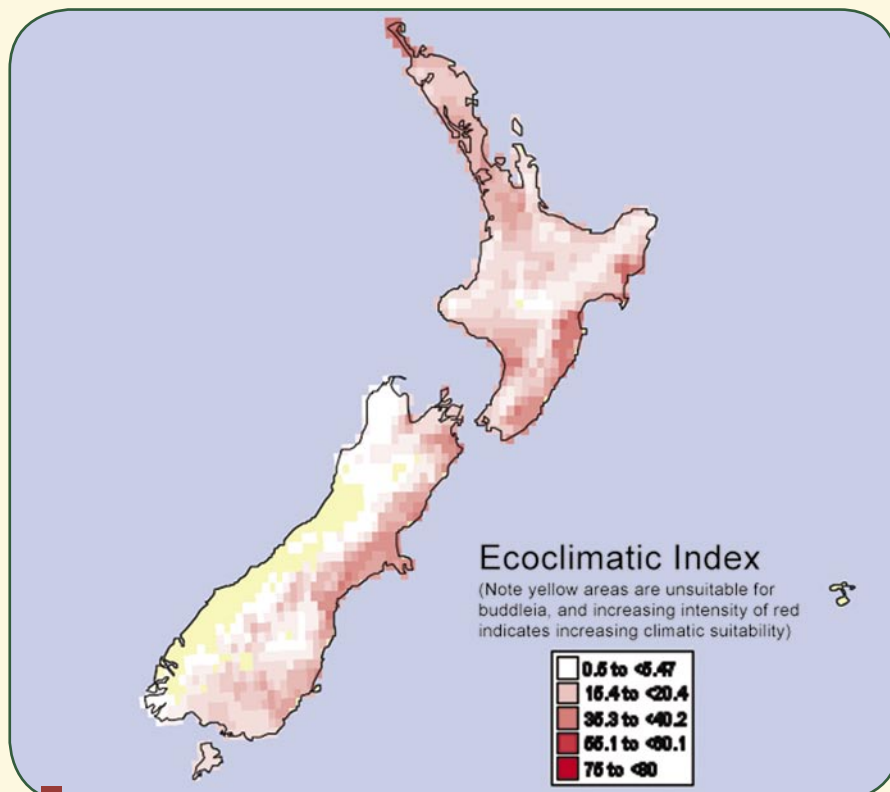 Ecoclimatic Index
(Note yellow areas are unsuitable for
buddleia, and increasing intensity of red
indicates increasing climatic suitability)
0.5 to <5.47
15.4 to <20.4
35.3 to <40.2
55.1 to <60.1
75 to <80